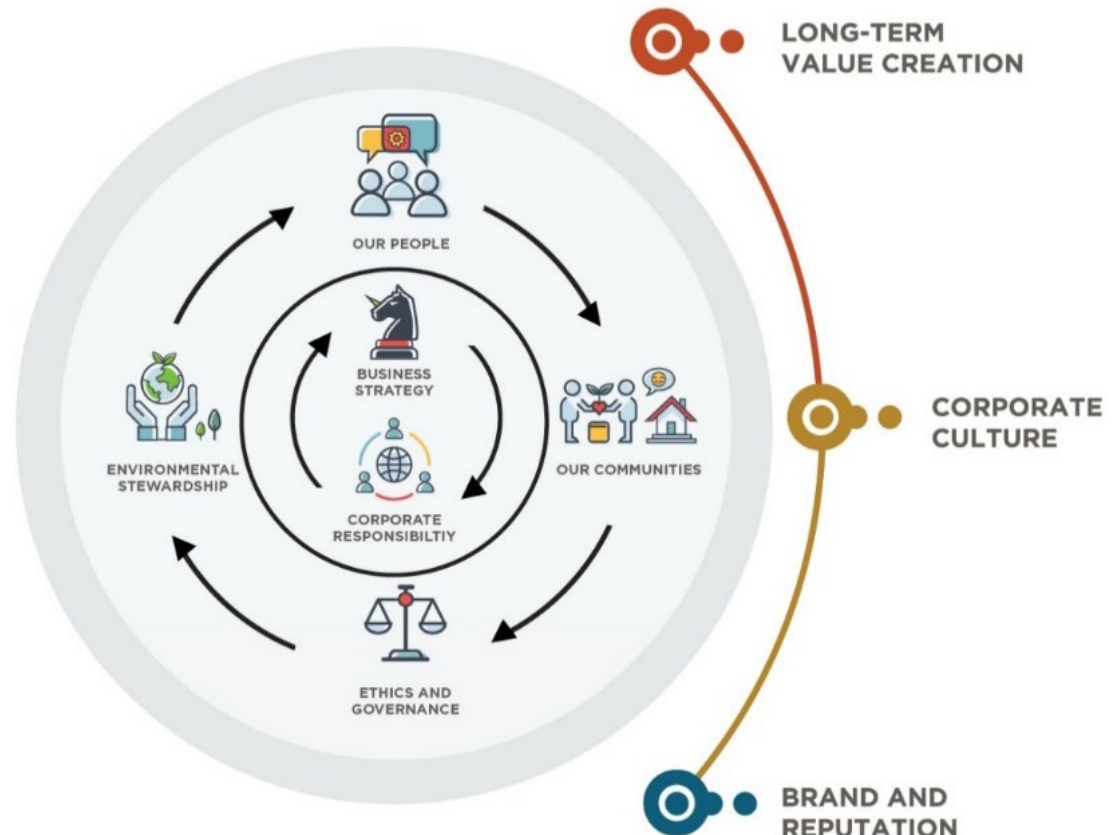 LONG-TERM
VALUE CREATION
OUR PEOPLE
BUSINESS
STRATEGY
CORPORATE
CULTURE
ENVIRONMENTAL
STEWARDSHIP
OUR COMMUNITIES
CORPORATE
RESPONSIBILTIY
ETHICS AND
GOVERNANCE
BRAND AND
REPUTATION